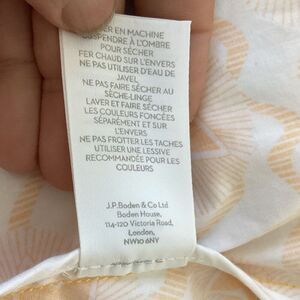 EN MACHINE
SUSPENDRE À L'OMBRE
POUR SÉCHER
FER CHAUD SUR L'ENVERS
NE PAS UTILISER D'EAU DE
JAVEL
NE PAS FAIRE SÉCHER AU
SÈCHE-LINGE
LAVER ET FAIRE SÉCHER
LES COULEURS FONCÉES
SÉPARÉMENT ET SUR
L'ENVERS
NE PAS FROTTER LES TACHES
UTILISER UNE LESSIVE
RECOMMANDÉE POUR LES
COULEURS
J.P.Boden & Co Ltd.
Boden House,
114-120 Victoria Road,
London,
NW10 6NY